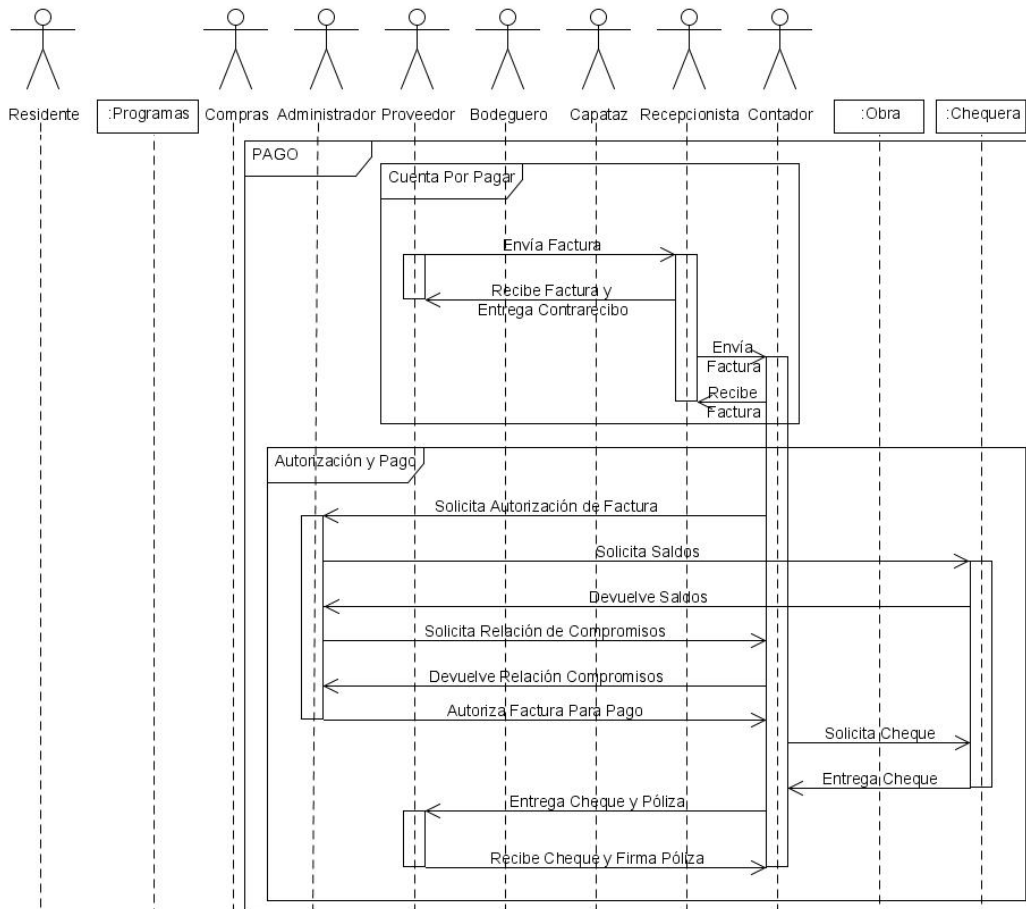 Residente
:Programas
Compras
Administrador
Proveedor
Bodeguero
Capataz
Recepcionista
Contador
:Obra
:Chequera
PAGO
Cuenta Por Pagar
Envía Factura
Recibe Factura y
Entrega Contrarecibo
Envía
Factura
Recibe
Factura
Autorización y Pago
Solicita Autorización de Factura
Solicita Saldos
Devuelve Saldos
Solicita Relación de Compromisos
Devuelve Relación Compromisos
Autoriza Factura Para Pago
Solicita Cheque
Entrega Cheque
Entrega Cheque y Póliza
Recibe Cheque y Firma Póliza